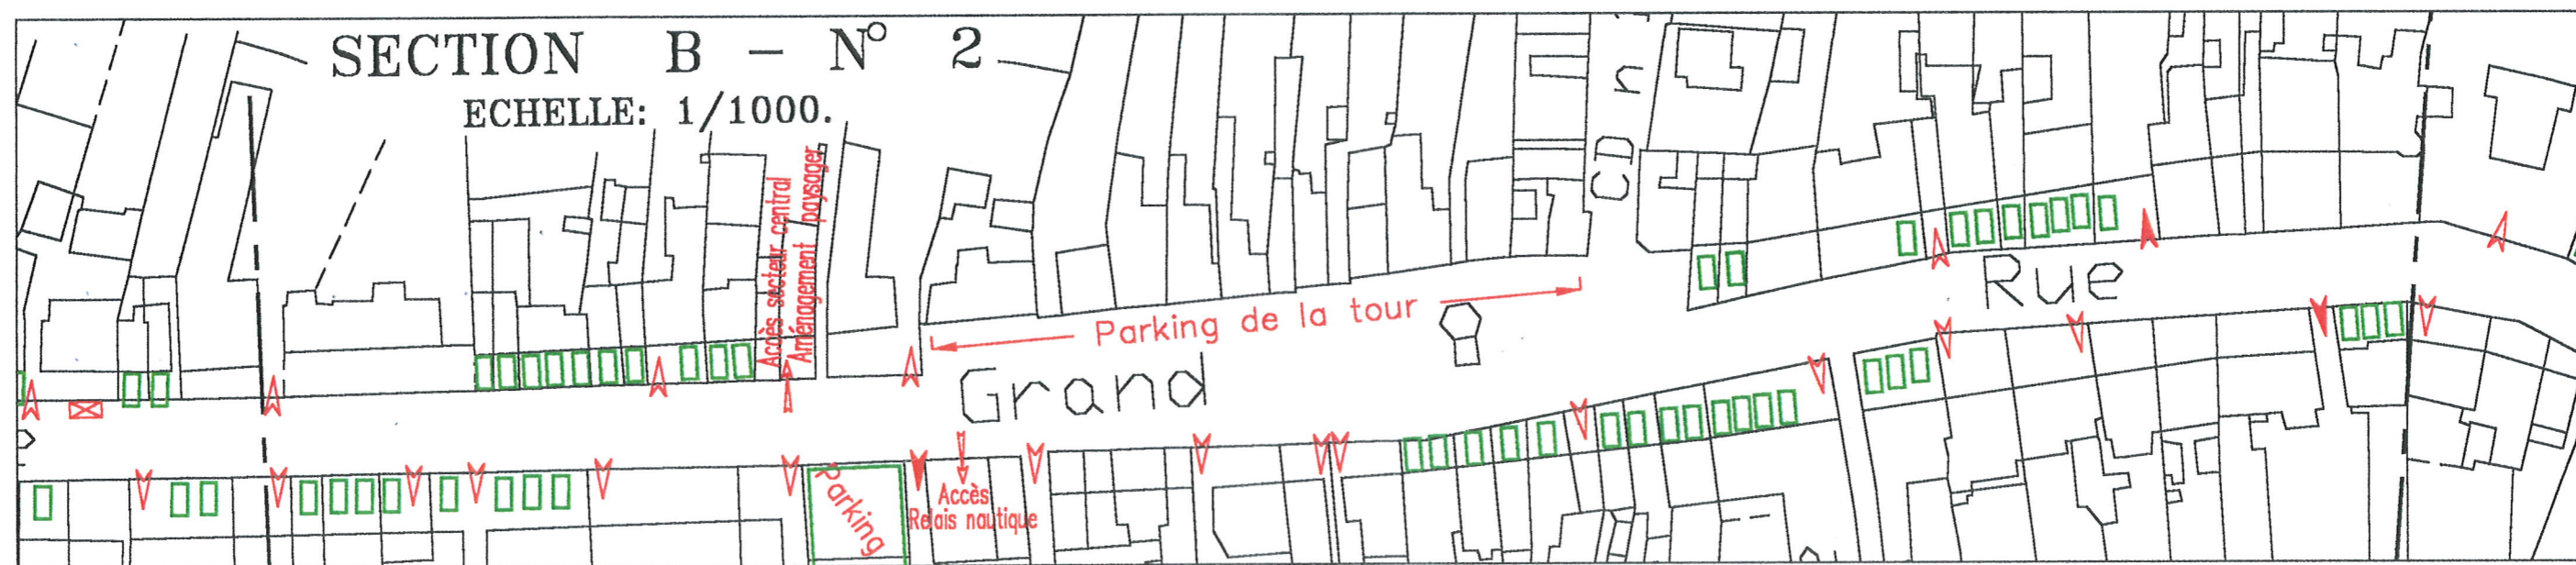 SECTION B - N° 2
ECHELLE: 1/1000.
CD n
Accès secteur central
Aménagement paysager
Rue
Parking de la tour
Grand
Parking
Accès
Relais nautique